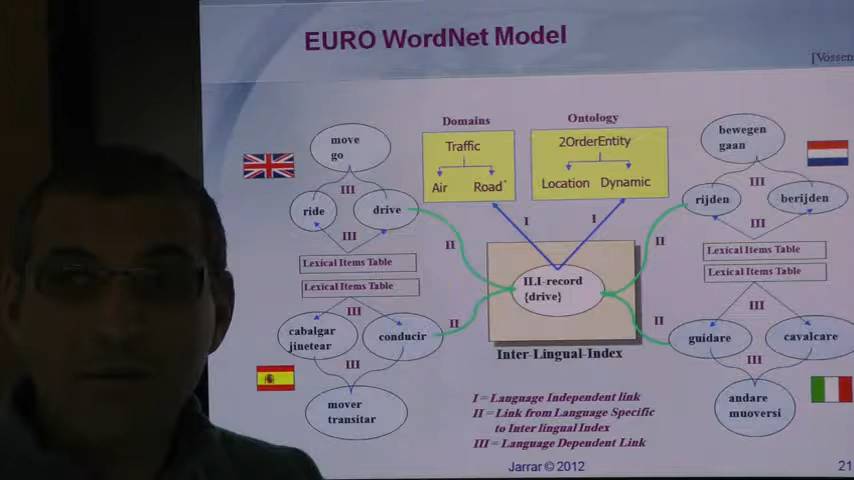 EURO WordNet Model
[Vossen
Domains
Ontology
Traffic
Air
Road
2OrderEntity
Location
Dynamic
move
go
ride
drive
III
III
Lexical Items Table
Lexical Items Table
III
cabalgar
jinetear
conducir
III
mover
transitar
I
I
II
II
II
II
ILI-record
{drive}
Inter-Lingual-Index
bewegen
gaan
III
rijden
berijden
III
Lexical Items Table
Lexical Items Table
III
guidare
cavalcare
III
andare
muoversi
I = Language Independent link
II = Link from Language Specific
to Inter lingual Index
III = Language Dependent Link
Jarrar © 2012
21